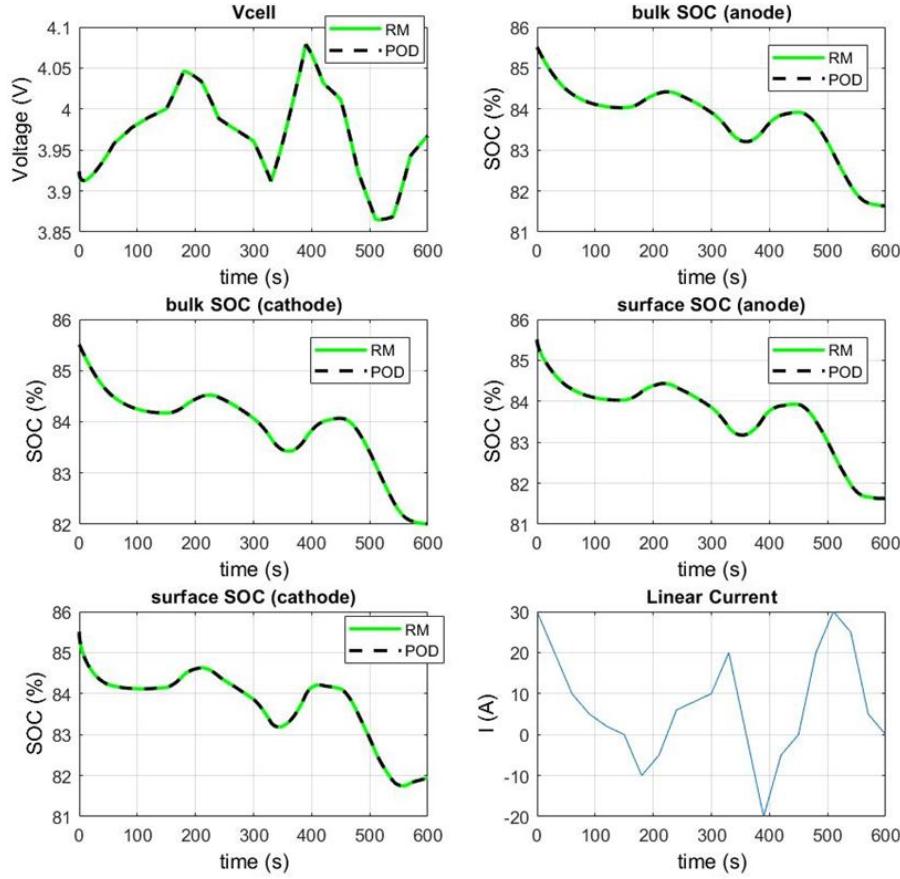 Vcell
4.1
4.05
4
3.95
3.9
3.85
Voltage (V)
RM
POD
0 100 200 300 400 500 600
time (s)
bulk SOC (anode)
86
85
84
83
82
81
SOC (%)
RM
POD
0 100 200 300 400 500 600
time (s)
bulk SOC (cathode)
86
85
84
83
82
SOC (%)
RM
POD
0 100 200 300 400 500 600
time (s)
surface SOC (anode)
86
85
84
83
82
81
SOC (%)
RM
POD
0 100 200 300 400 500 600
time (s)
surface SOC (cathode)
86
85
84
83
82
81
SOC (%)
RM
POD
0 100 200 300 400 500 600
time (s)
Linear Current
30
20
10
0
-10
-20
I (A)
0 100 200 300 400 500 600
time (s)